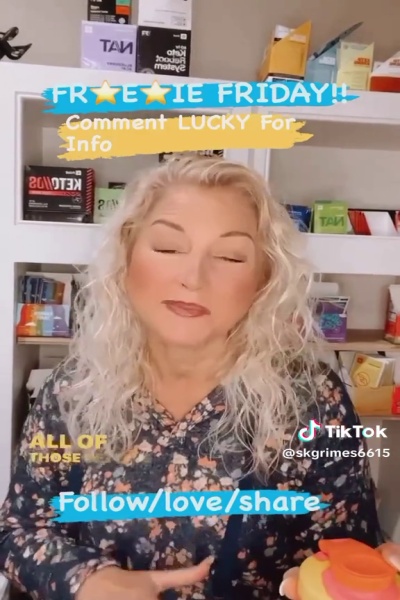 NAT
Keto
Reboot
System
FR⭐E⭐IE FRIDAY!!
Comment LUCKY For
Info
KETO//OS
NAT
ALL OF
THOSE
TikTok
@skgrimes6615
Follow/love/share